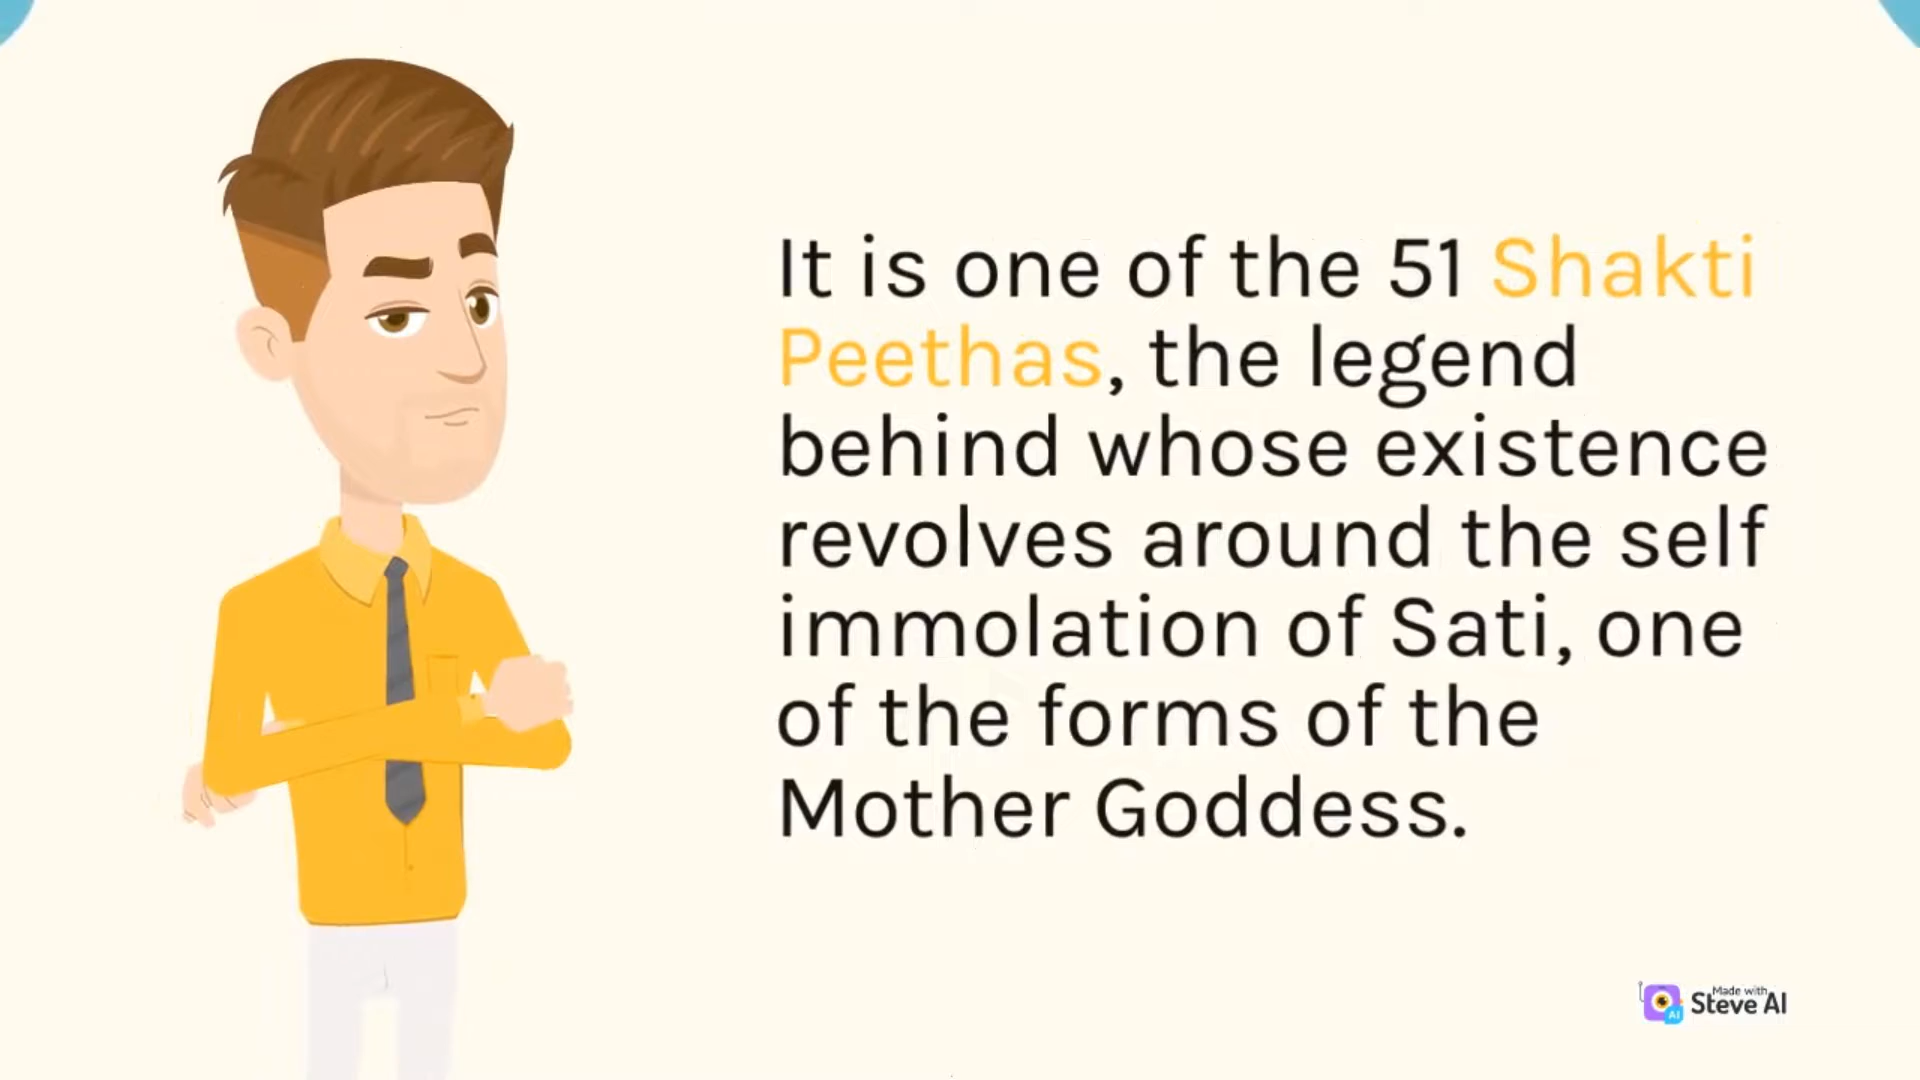 It is one of the 51 Shakti
Peethas, the legend
behind whose existence
revolves around the self
immolation of Sati, one
of the forms of the
Mother Goddess.
Made with
Steve AI
AI